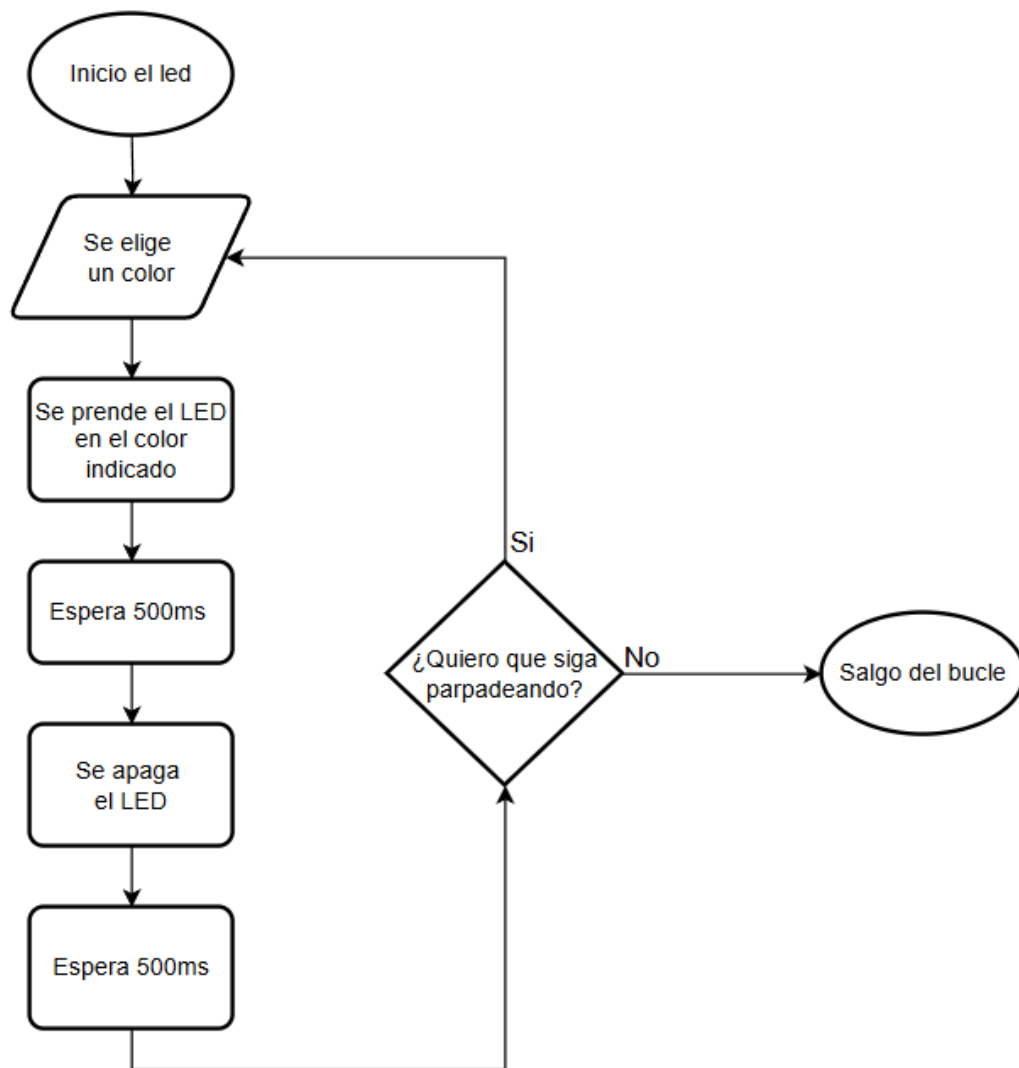 Inicio el led
Se elige
un color
Se prende el LED
en el color
indicado
Espera 500ms
Se apaga
el LED
Espera 500ms
¿Quiero que siga
parpadeando?
Si
No
Salgo del bucle